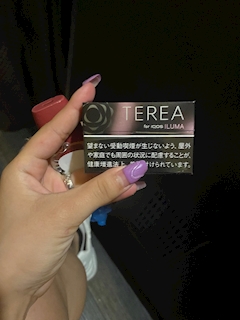 TEREA
for IQOS ILUMA
望まない受動喫煙が生じないよう、屋外
や家庭でも周囲の状況に配慮することが、
健康増進法上、 けられています。